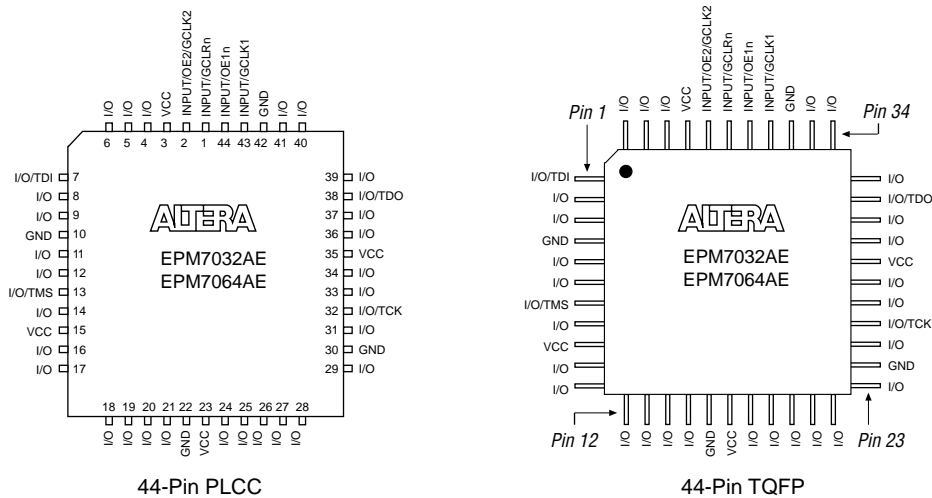 I/O
I/O
I/O
VCC
INPUT/OE2/GCLK2
INPUT/GCLRn
INPUT/OE1n
INPUT/GCLK1
GND
I/O
I/O
6 5 4 3 2 1 44 43 42 41 40
I/O/TDI 7
I/O 8
I/O 9
GND 10
I/O 11
I/O 12
I/O/TMS 13
I/O 14
VCC 15
I/O 16
I/O 17
ALTERA
EPM7032AE
EPM7064AE
39 I/O
38 I/O/TDO
37 I/O
36 I/O
35 VCC
34 I/O
33 I/O
32 I/O/TCK
31 I/O
30 GND
29 I/O
18 19 20 21 22 23 24 25 26 27 28
I/O
I/O
I/O
I/O
GND
VCC
I/O
I/O
I/O
I/O
I/O
44-Pin PLCC
I/O
I/O
I/O
VCC
INPUT/OE2/GCLK2
INPUT/GCLRn
INPUT/OE1n
INPUT/GCLK1
GND
I/O
I/O
Pin 1
Pin 34
I/O/TDI
I/O
I/O
GND
I/O
I/O
I/O/TMS
I/O
VCC
I/O
I/O
ALTERA
EPM7032AE
EPM7064AE
I/O
I/O/TDO
I/O
I/O
VCC
I/O
I/O
I/O/TCK
I/O
GND
I/O
Pin 12
Pin 23
I/O
I/O
I/O
I/O
GND
VCC
I/O
I/O
I/O
I/O
I/O
44-Pin TQFP